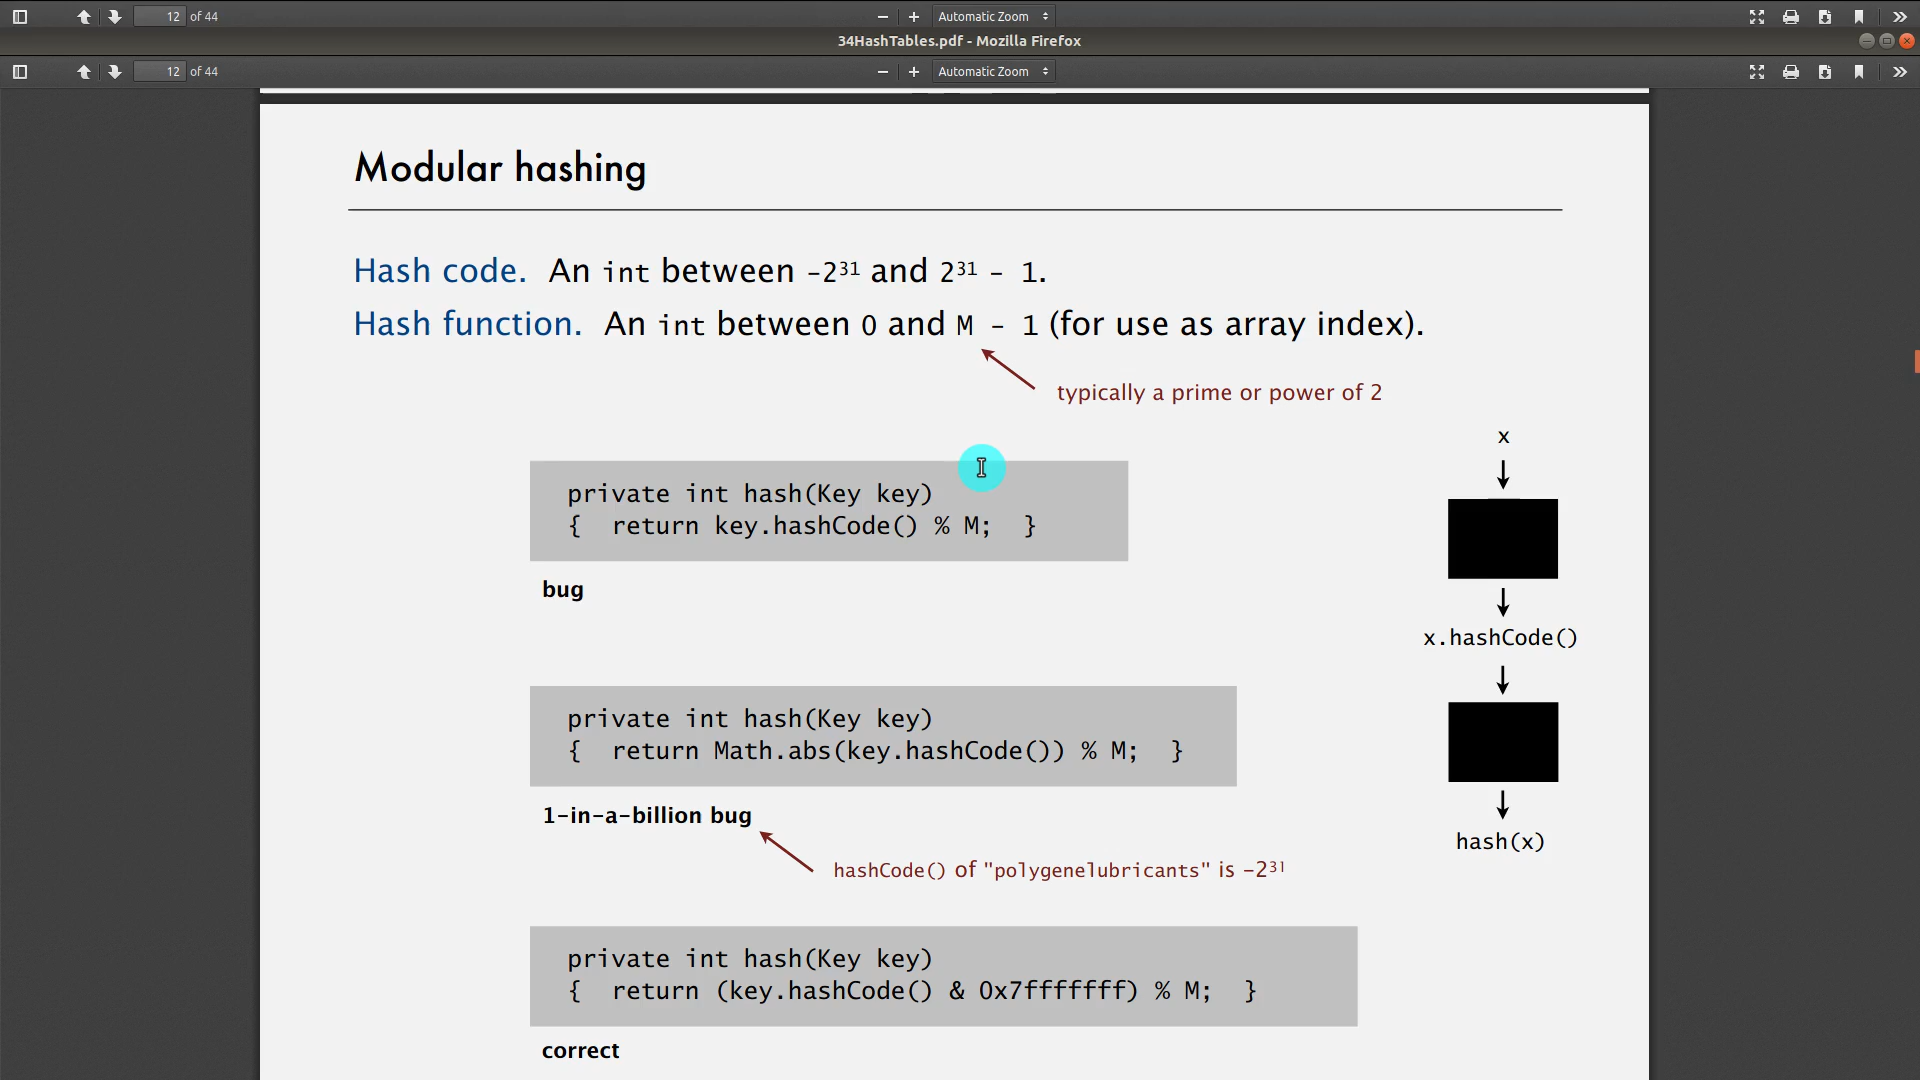 12 of 44
Automatic Zoom
34HashTables.pdf - Mozilla Firefox
12 of 44
Automatic Zoom
Modular hashing
Hash code. An int between -2³¹ and 2³¹ - 1.
Hash function. An int between 0 and M - 1 (for use as array index).
typically a prime or power of 2
private int hash(Key key)
{ return key.hashCode() % M; }
bug
private int hash(Key key)
{ return Math.abs(key.hashCode()) % M; }
1-in-a-billion bug
hashCode() of "polygenelubricants" is -2³¹
private int hash(Key key)
{ return (key.hashCode() & 0x7fffffff) % M; }
correct
x
x.hashCode()
hash(x)